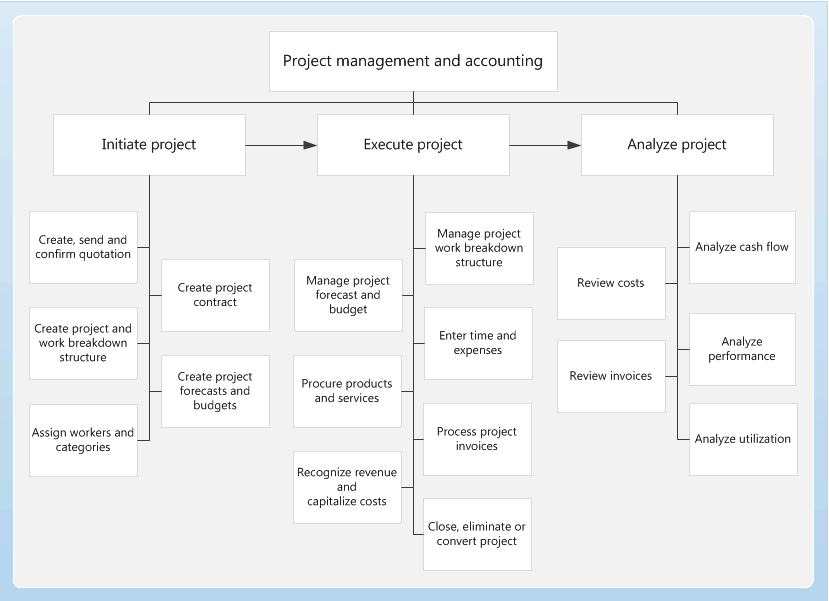 Project management and accounting
Initiate project
Execute project
Analyze project
Create, send and
confirm quotation
Create project
contract
Create project and
work breakdown
structure
Create project
forecasts and
budgets
Assign workers and
categories
Manage project
work breakdown
structure
Manage project
forecast and
budget
Enter time and
expenses
Procure products
and services
Process project
invoices
Recognize revenue
and
capitalize costs
Close, eliminate or
convert project
Analyze cash flow
Review costs
Analyze
performance
Review invoices
Analyze utilization